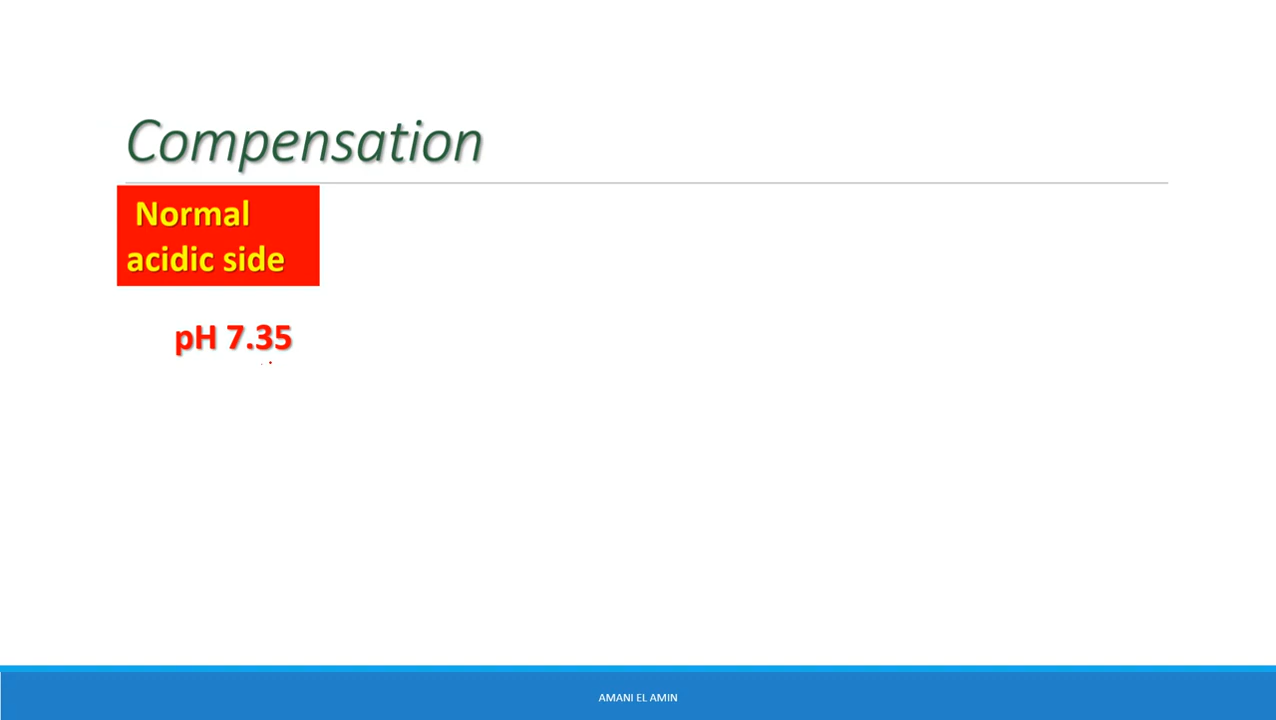 Compensation
Normal
acidic side
pH 7.35
AMANI EL AMIN